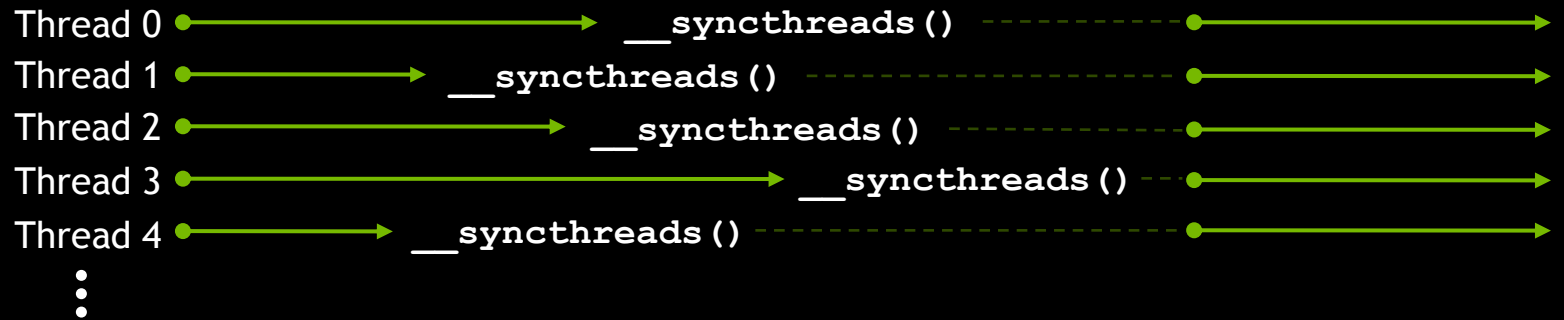 Thread 0 __syncthreads()
Thread 1 __syncthreads()
Thread 2 __syncthreads()
Thread 3 __syncthreads()
Thread 4 __syncthreads()